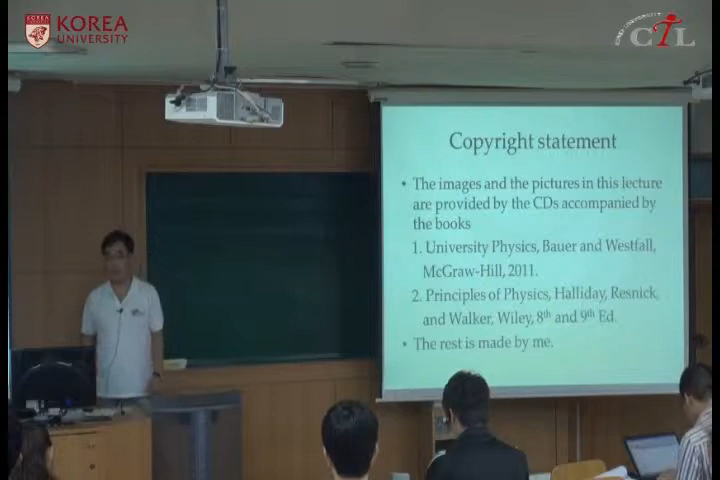 KOREA
UNIVERSITY
CTL
Copyright statement
• The images and the pictures in this lecture
are provided by the CDs accompanied by
the books
1. University Physics, Bauer and Westfall,
McGraw-Hill, 2011.
2. Principles of Physics, Halliday, Resnick,
and Walker, Wiley, 8th and 9th Ed.
• The rest is made by me.